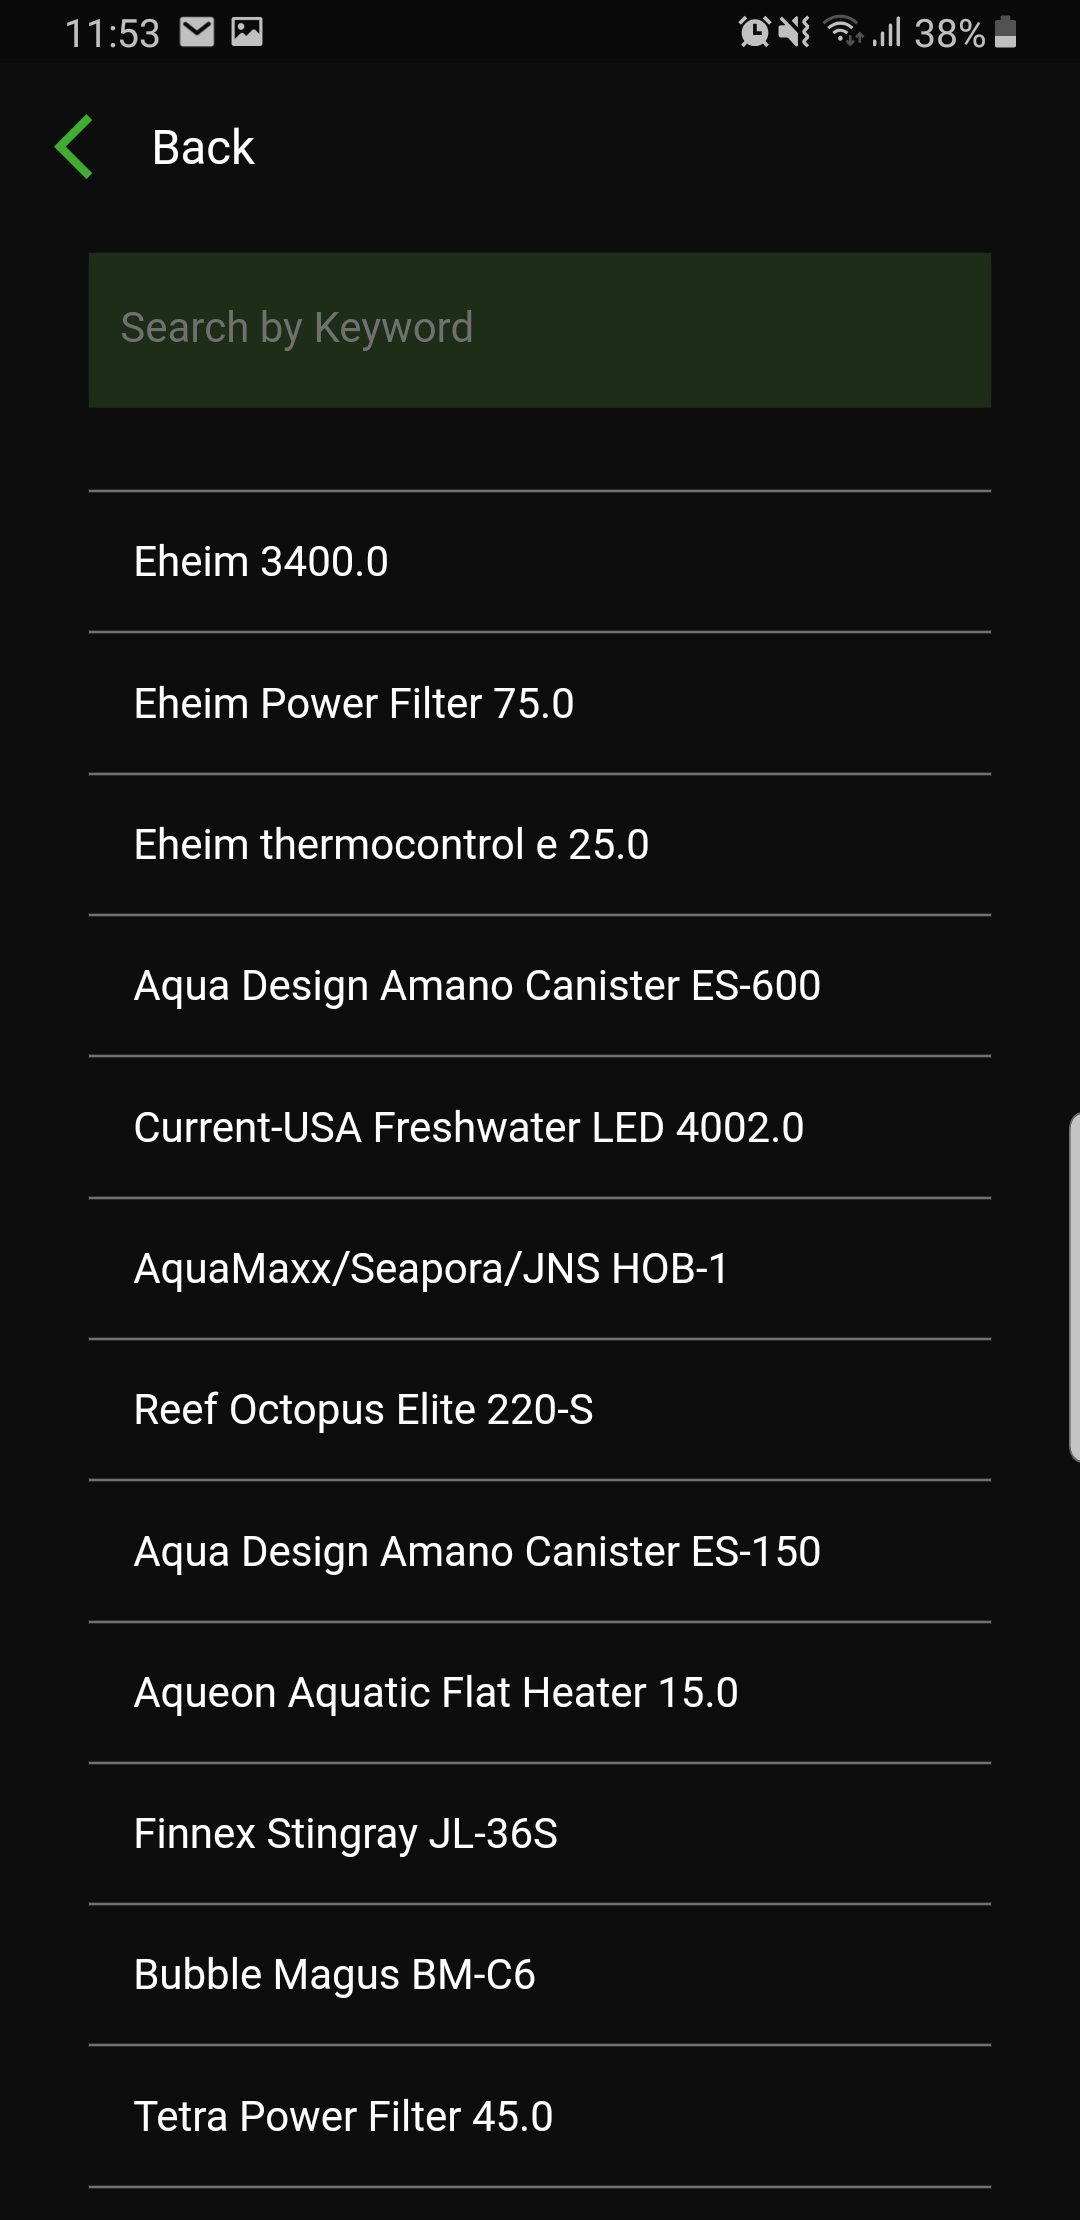 11:53
38%
Back
Search by Keyword
Eheim 3400.0
Eheim Power Filter 75.0
Eheim thermocontrol e 25.0
Aqua Design Amano Canister ES-600
Current-USA Freshwater LED 4002.0
AquaMaxx/Seapora/JNS HOB-1
Reef Octopus Elite 220-S
Aqua Design Amano Canister ES-150
Aqueon Aquatic Flat Heater 15.0
Finnex Stingray JL-36S
Bubble Magus BM-C6
Tetra Power Filter 45.0